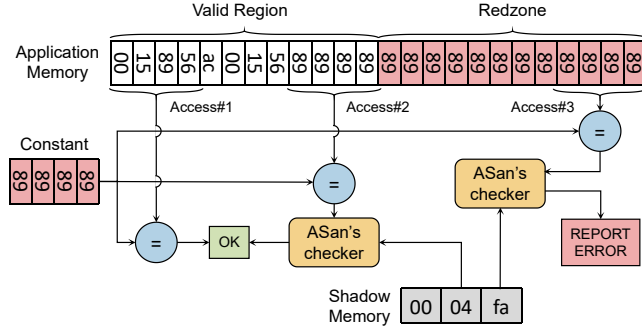 Valid Region
Redzone
Application
Memory
00 15 89 56 ac 00 15 56 89 89 89 89 89 89 89 89 89 89 89 89 89 89 89 89
Access#1
Access#2
Access#3
Constant
89 89 89 89
=
=
=
ASan's
checker
OK
ASan's
checker
REPORT
ERROR
Shadow
Memory
00 04 fa